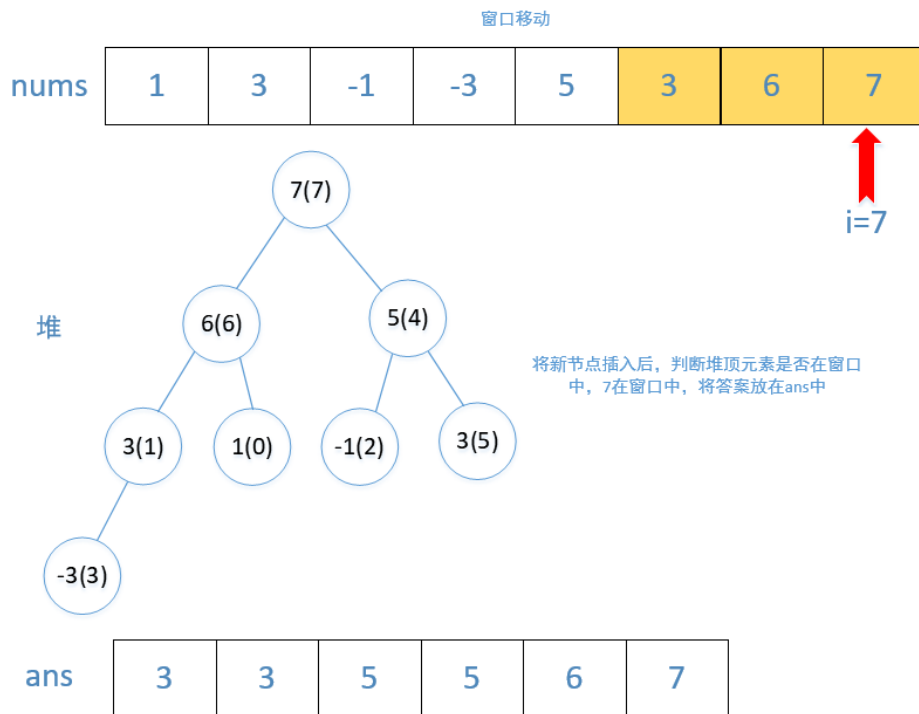 窗口移动
nums 1 3 -1 -3 5 3 6 7
i=7
7(7)
堆
6(6) 5(4)
将新节点插入后，判断堆顶元素是否在窗口
中，7在窗口中，将答案放在ans中
3(1) 1(0) -1(2) 3(5)
-3(3)
ans 3 3 5 5 6 7